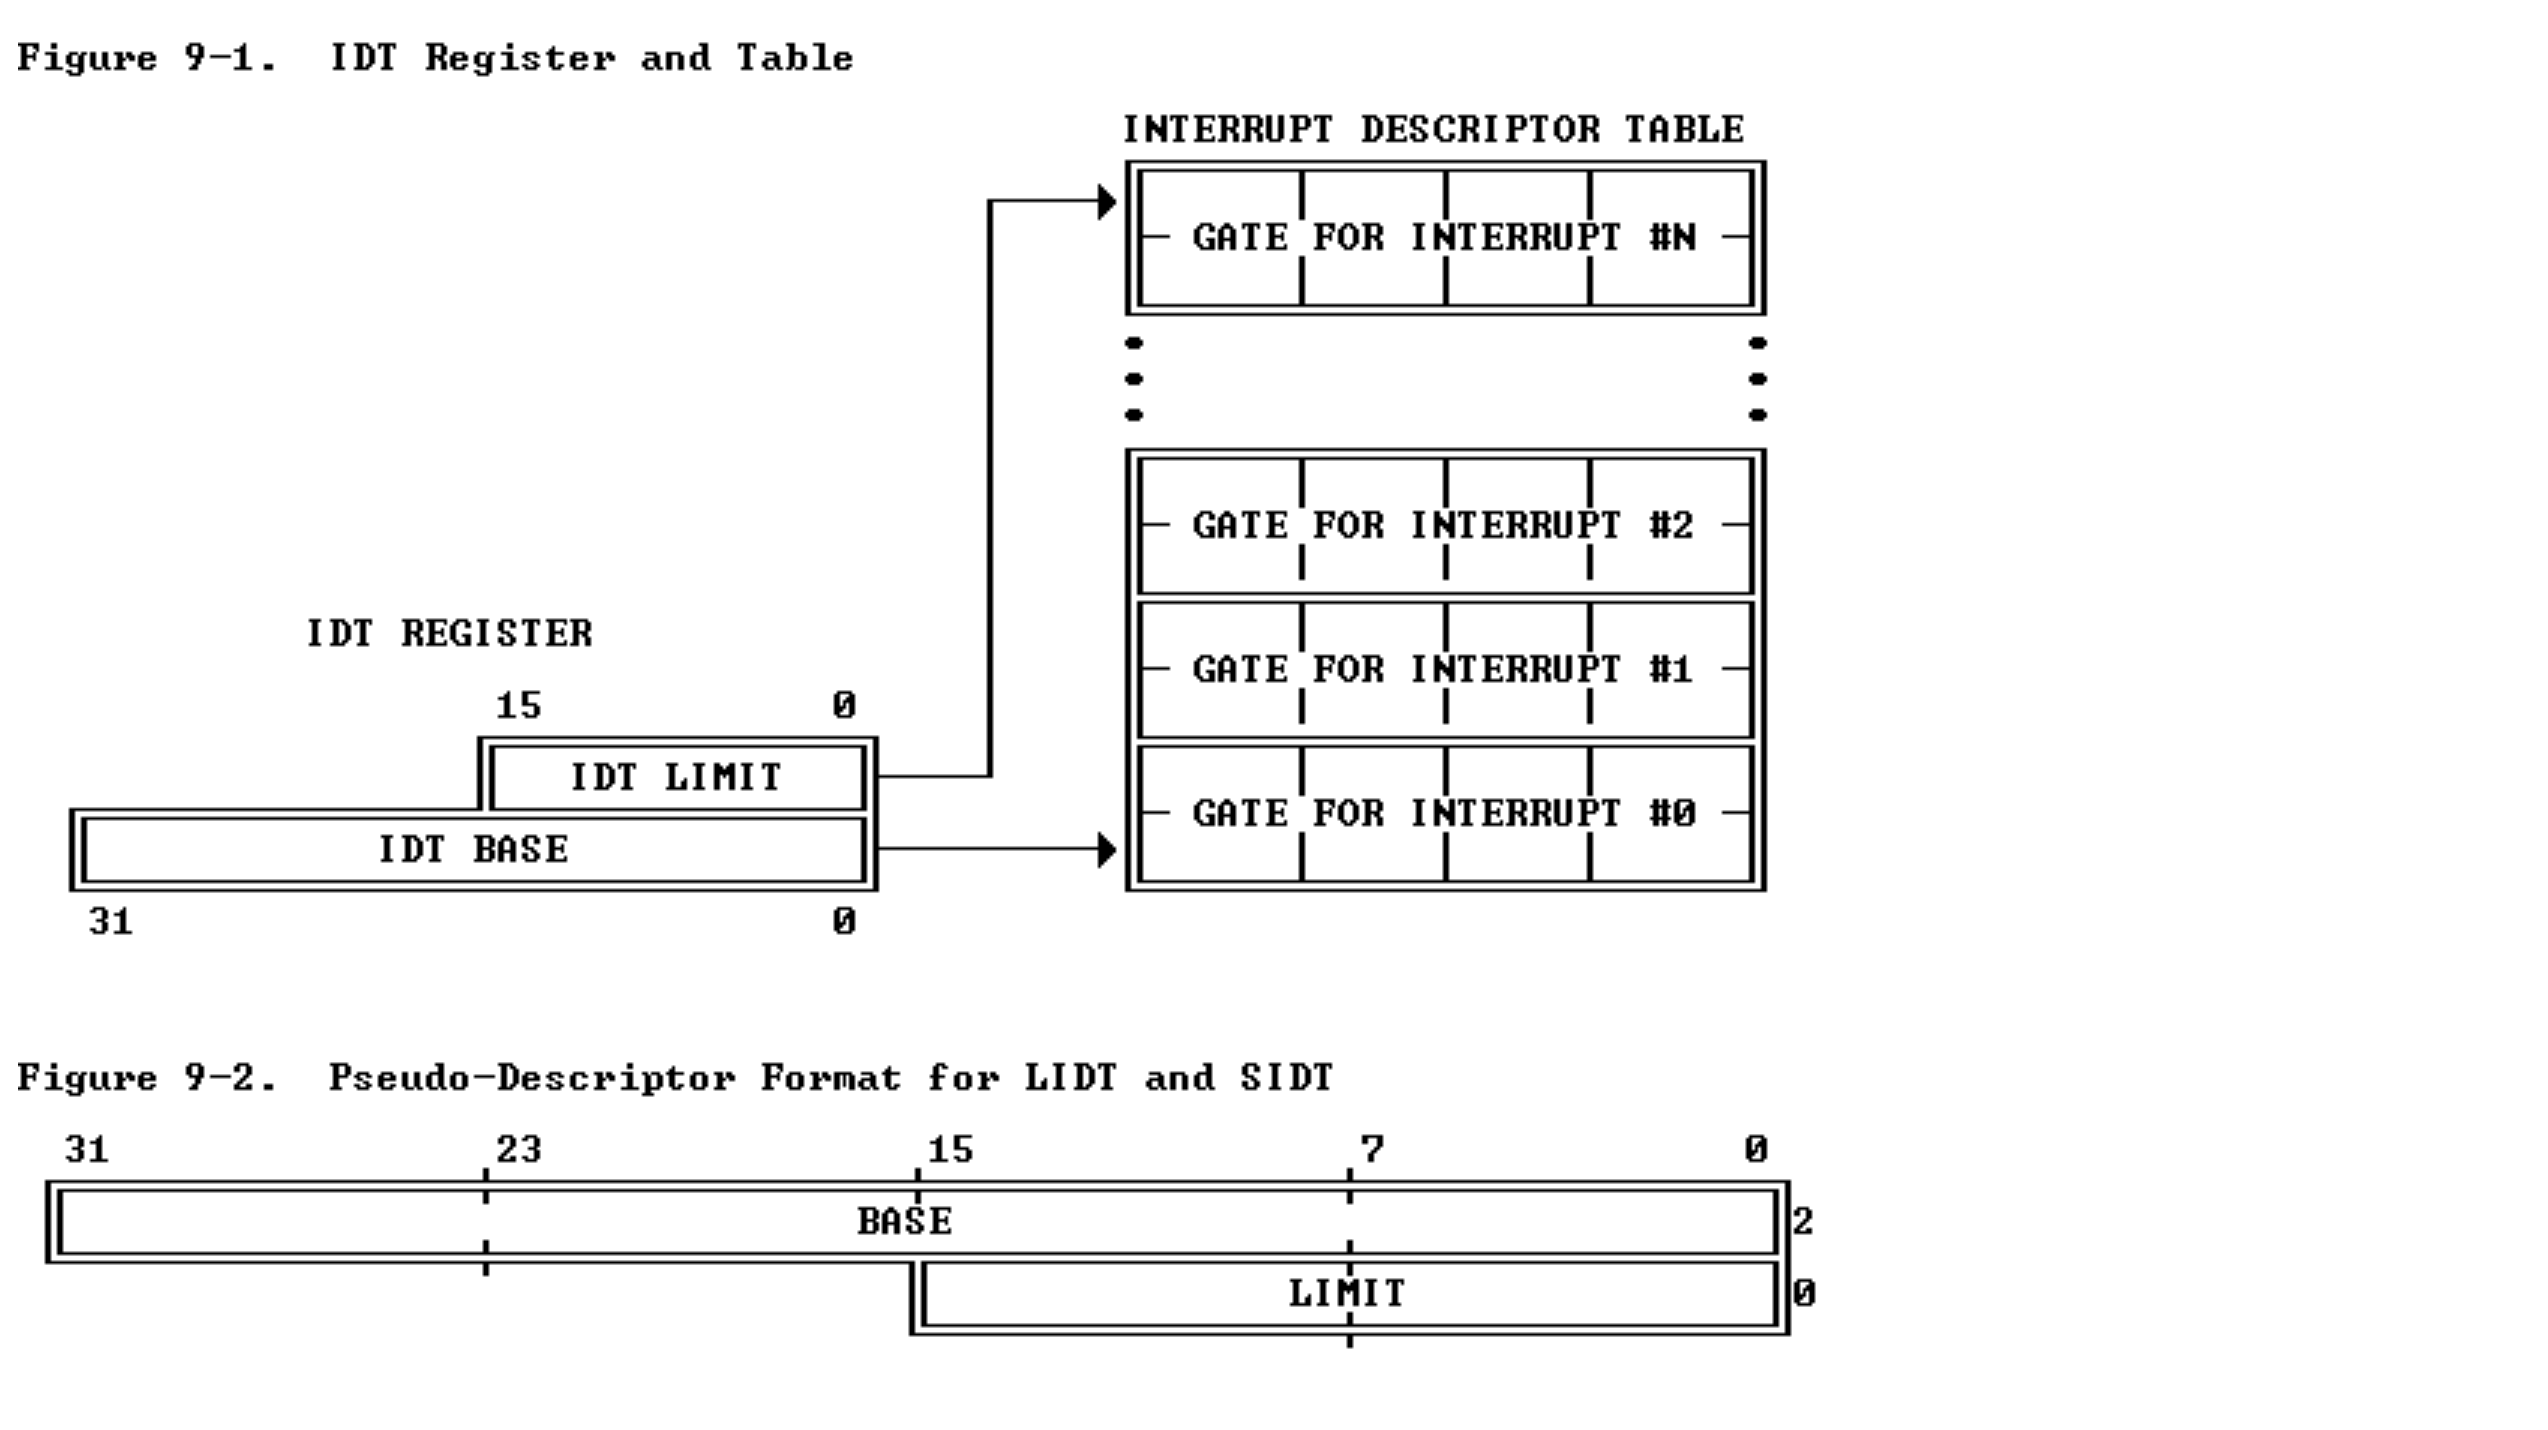 Figure 9-1.  IDT Register and Table
INTERRUPT DESCRIPTOR TABLE
GATE FOR INTERRUPT #N
GATE FOR INTERRUPT #2
IDT REGISTER
GATE FOR INTERRUPT #1
15 0
IDT LIMIT
GATE FOR INTERRUPT #0
IDT BASE
31 0
Figure 9-2.  Pseudo-Descriptor Format for LIDT and SIDT
31 23 15 7 0
BASE 2
LIMIT 0